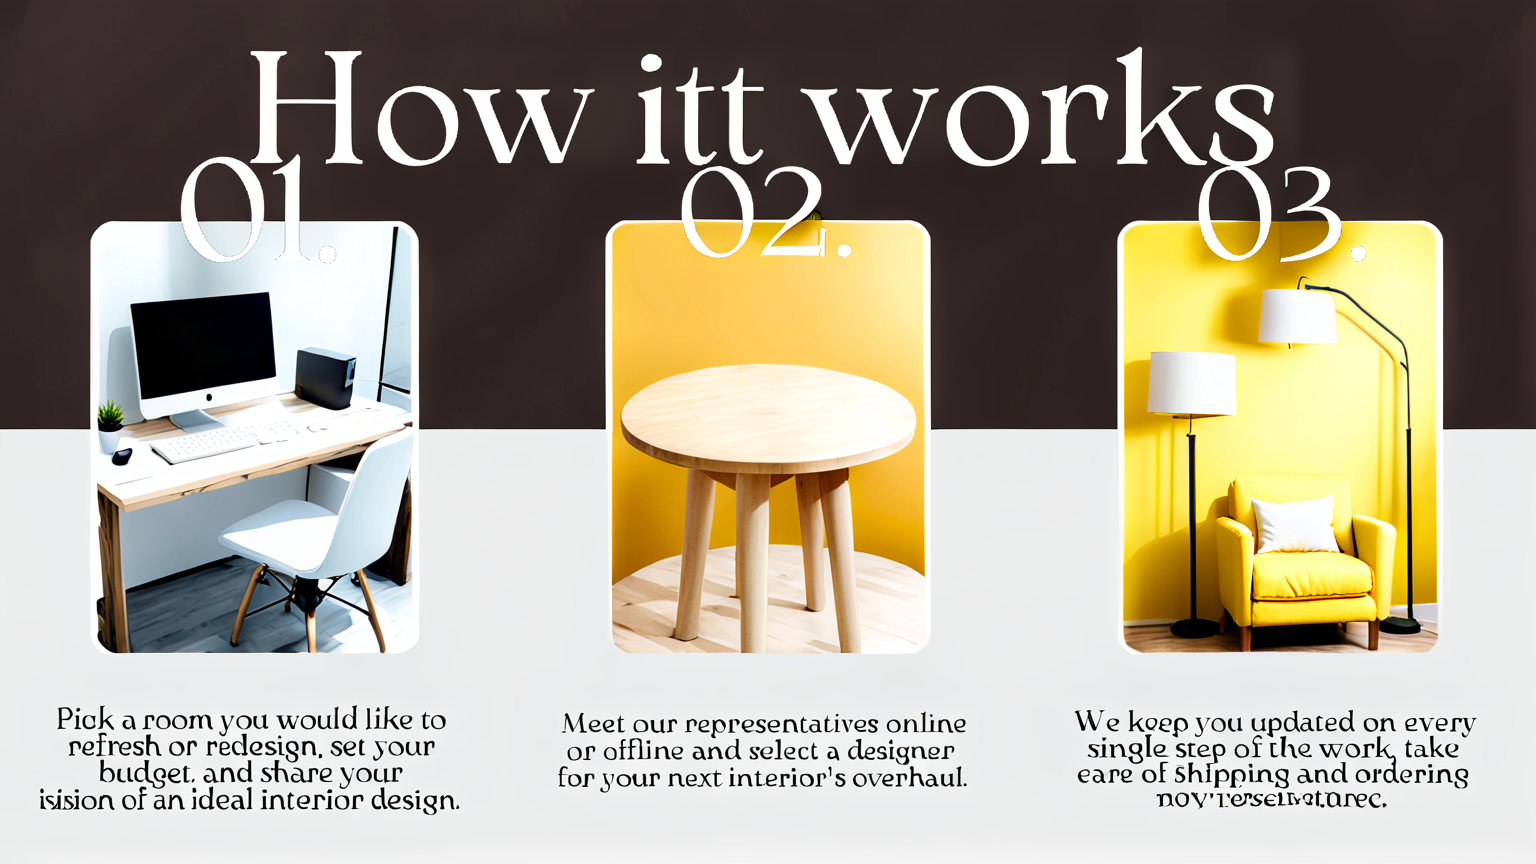 How itt works
01.
02.
03.
Pick a room you would like to
refresh or redesign, set your
budget, and share your
isision of an ideal interior design.
Meet our representatives online
or offline and select a designer
for your next interior's overhaul.
We keep you updated on every
single step of the work, take
eare of shipping and ordering